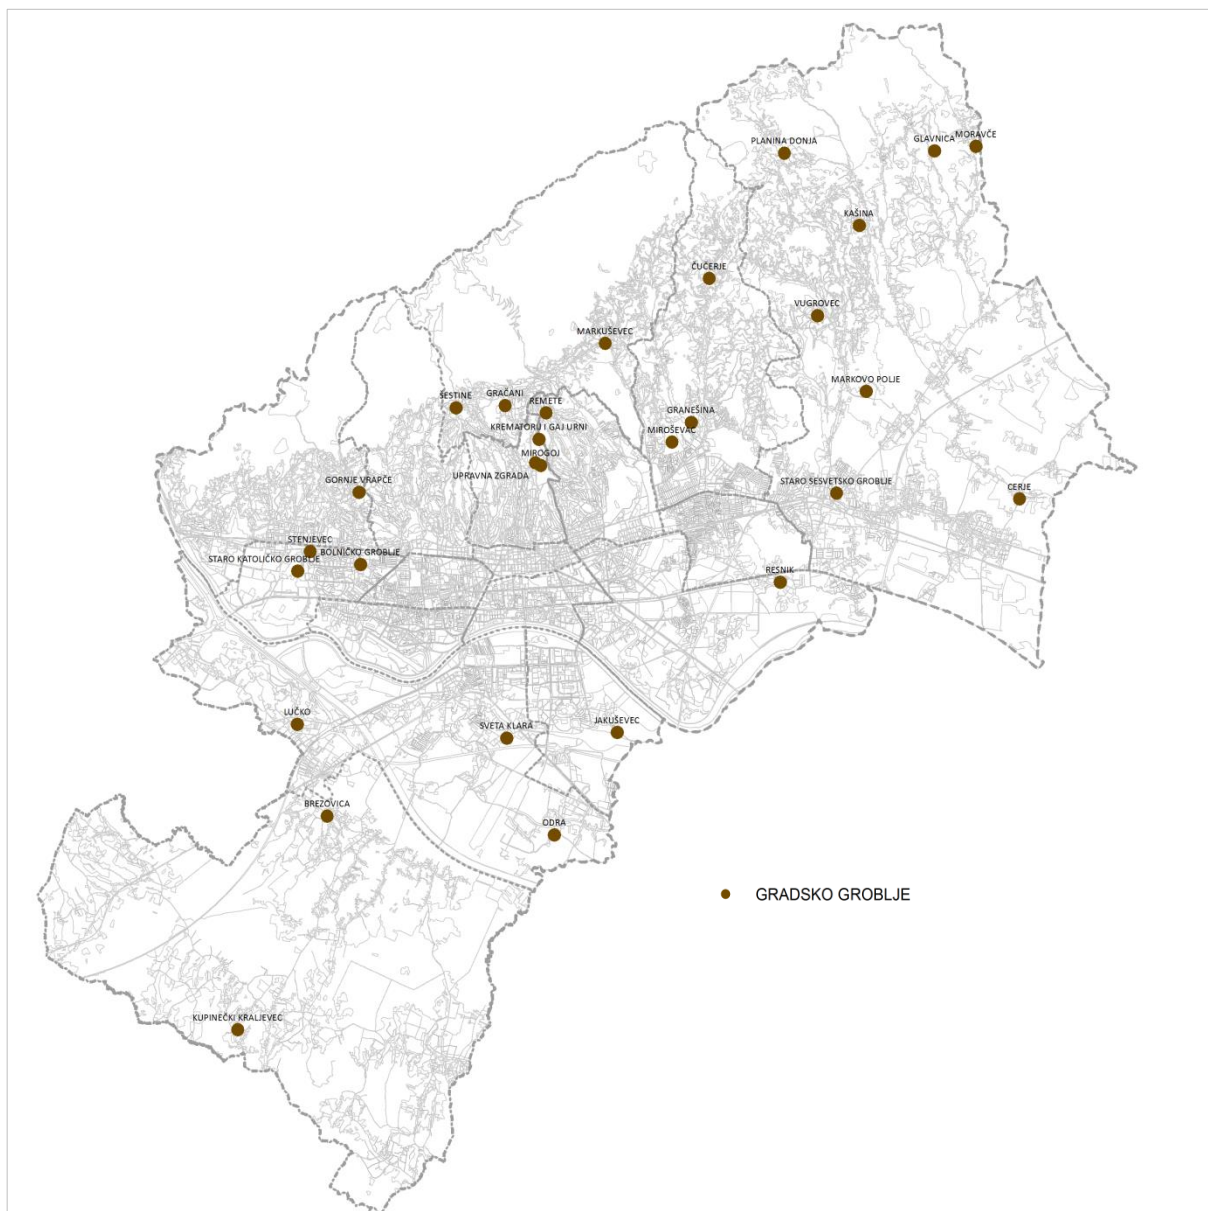 MORAVČE
GLAVNICA
PLANINA DONJA
KAŠINA
ČUČERJE
VUGROVEC
MARKUŠEVEC
MARKOVO POLJE
ŠESTINE
GRAČANI
REMETE
GRANEŠINA
KREMATORIJ I GAJ URNI
MIROŠEVAC
MIROGOJ
UPRAVNA ZGRADA
GORNJE VRAPČE
STARO SESVETSKO GROBLJE
CERJE
STENJEVEC
BOLNIČKO GROBLJE
STARO KATOLIČKO GROBLJE
RESNIK
LUČKO
SVETA KLARA
JAKUŠEVEC
BREZOVICA
ODRA
GRADSKO GROBLJE
KUPINEČKI KRALJEVEC